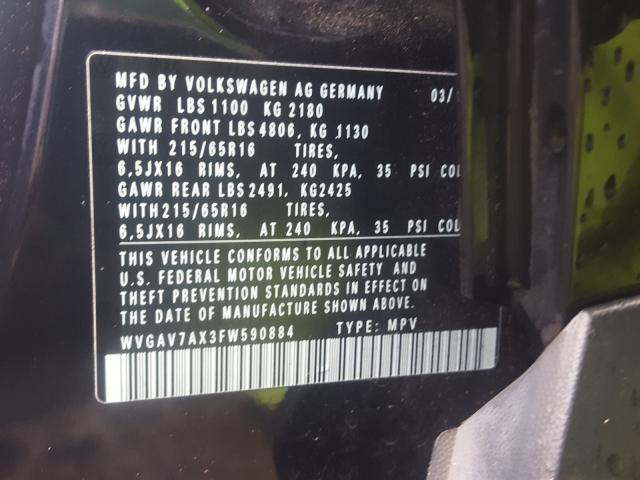 MFD BY VOLKSWAGEN AG GERMANY 03/
GVWR LBS 1100 KG 2180
GAWR FRONT LBS 4806, KG 1130
WITH 215/65R16 TIRES,
6,5JX16 RIMS, AT 240 KPA, 35 PSI COL
GAWR REAR LBS 2491, KG2425
WITH215/65R16 TIRES,
6,5JX16 RIMS, AT 240 KPA, 35 PSI COL
THIS VEHICLE CONFORMS TO ALL APPLICABLE
U.S. FEDERAL MOTOR VEHICLE SAFETY AND
THEFT PREVENTION STANDARDS IN EFFECT ON
THE DATE OF MANUFACTURE SHOWN ABOVE.
WVGAV7AX3FW590884 TYPE: MPV